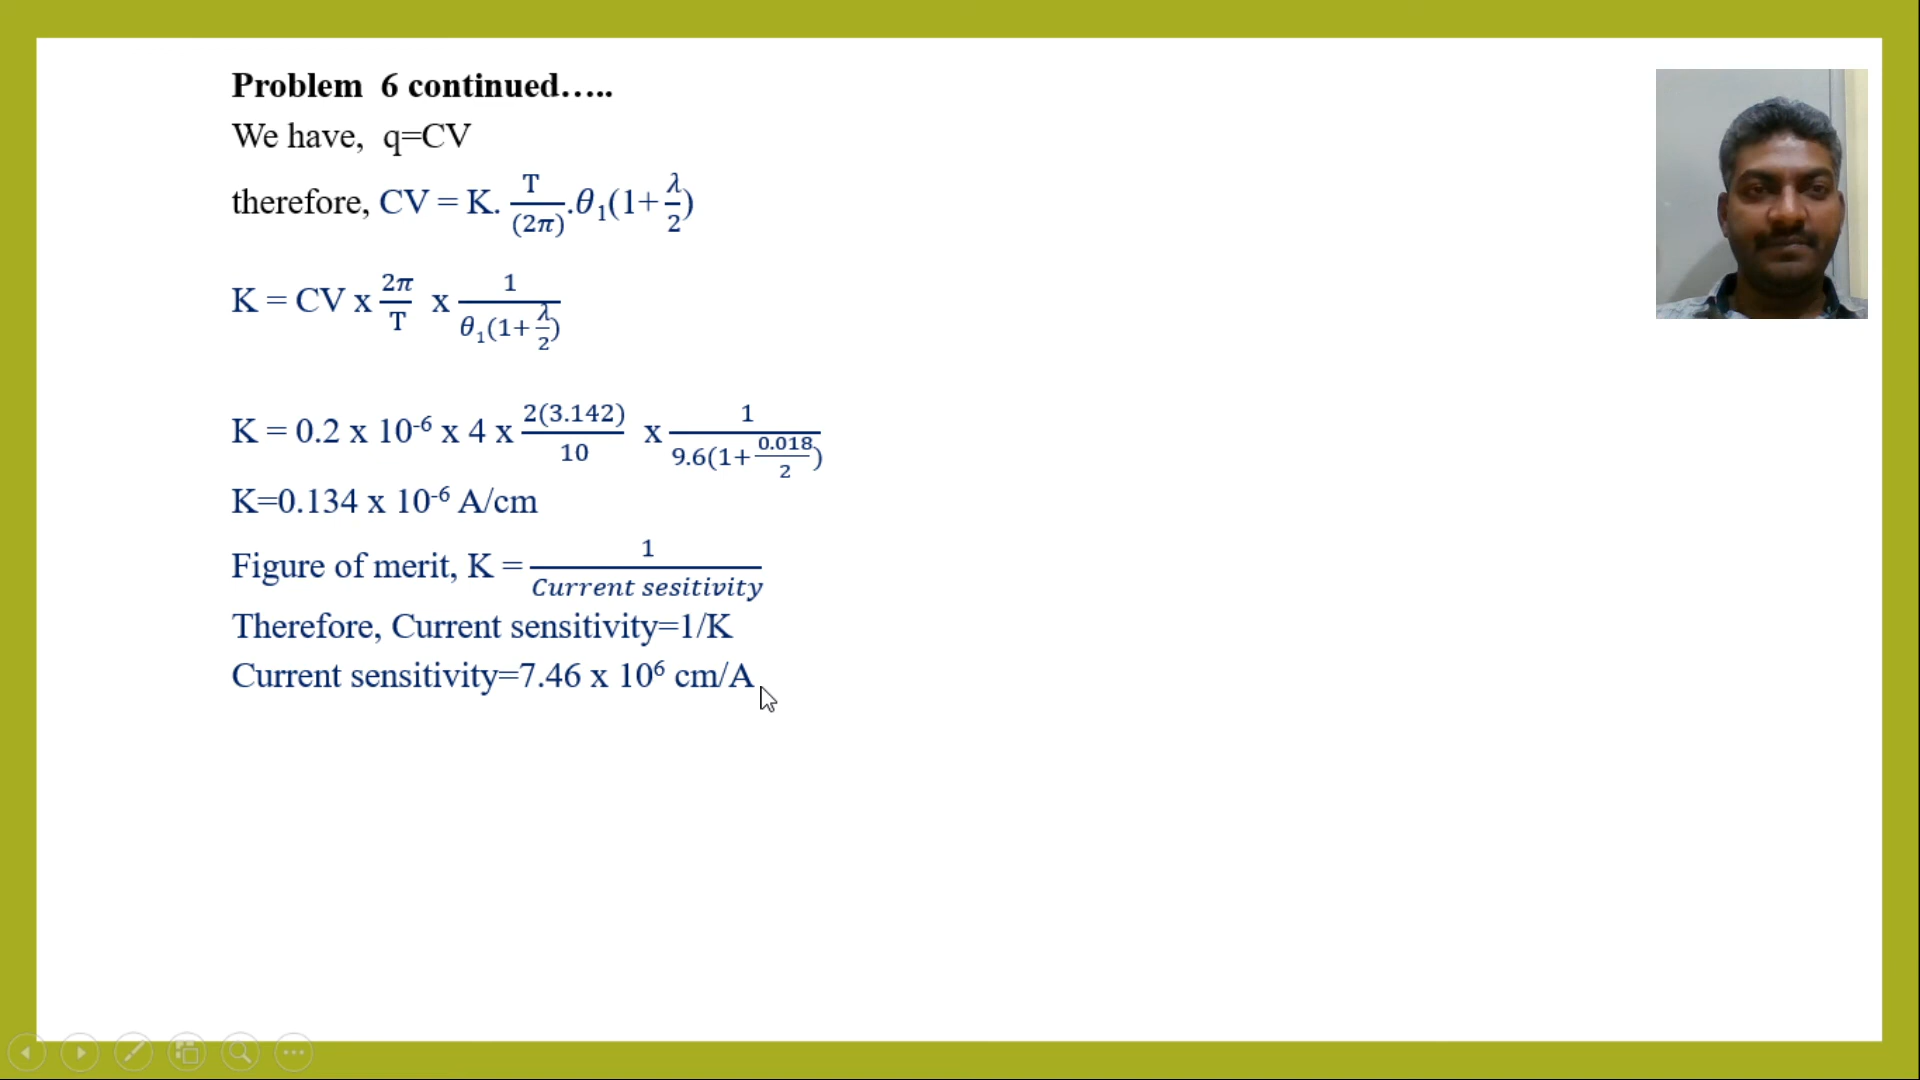 Problem 6 continued…..
We have, q=CV
therefore, CV = K. T/(2π) .θ₁(1+λ/2)
K = CV x 2π/T x 1/(θ₁(1+λ/2))
K = 0.2 x 10⁻⁶ x 4 x 2(3.142)/10 x 1/(9.6(1+0.018/2))
K=0.134 x 10⁻⁶ A/cm
Figure of merit, K = 1/Current sesitivity
Therefore, Current sensitivity=1/K
Current sensitivity=7.46 x 10⁶ cm/A